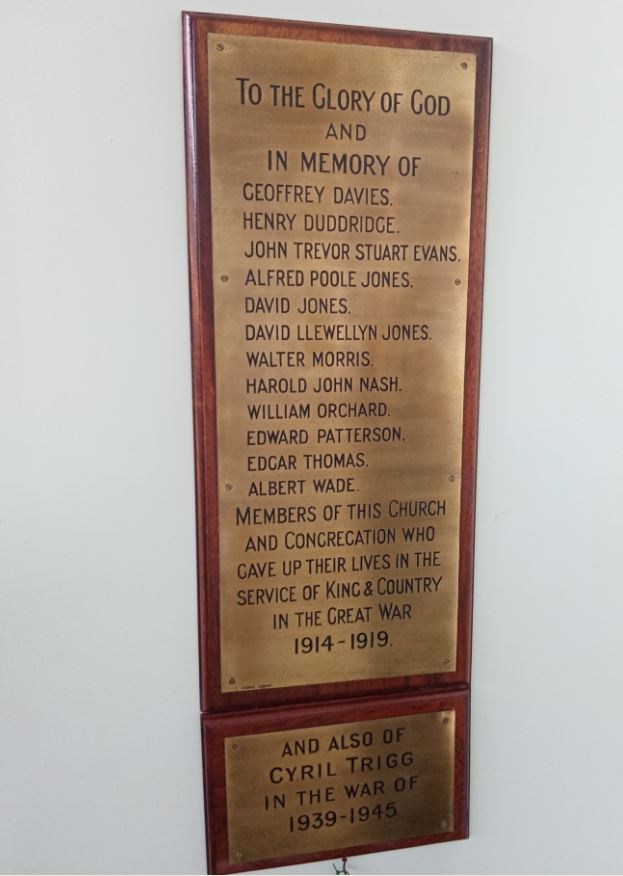 TO THE GLORY OF GOD
AND
IN MEMORY OF
GEOFFREY DAVIES.
HENRY DUDDRIDGE.
JOHN TREVOR STUART EVANS.
ALFRED POOLE JONES.
DAVID JONES.
DAVID LLEWELLYN JONES.
WALTER MORRIS.
HAROLD JOHN NASH.
WILLIAM ORCHARD.
EDWARD PATTERSON.
EDGAR THOMAS.
ALBERT WADE.
MEMBERS OF THIS CHURCH
AND CONGREGATION WHO
GAVE UP THEIR LIVES IN THE
SERVICE OF KING & COUNTRY
IN THE GREAT WAR
1914-1919.
AND ALSO OF
CYRIL TRIGG
IN THE WAR OF
1939-1945.